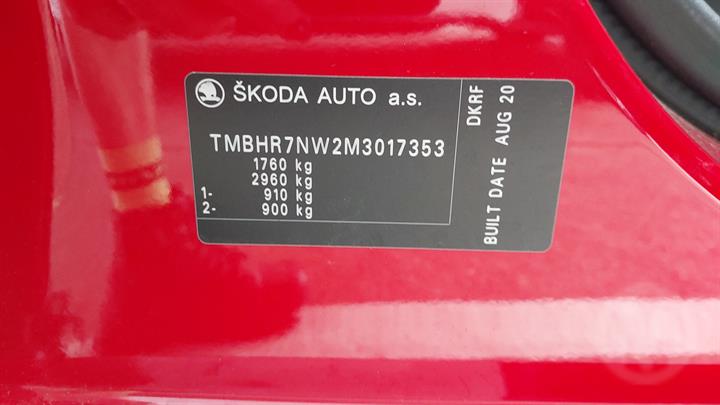 ŠKODA AUTO a.s.
TMBHR7NW2M3017353
1760 kg
2960 kg
1- 910 kg
2- 900 kg
DKRF
BUILT DATE AUG 20